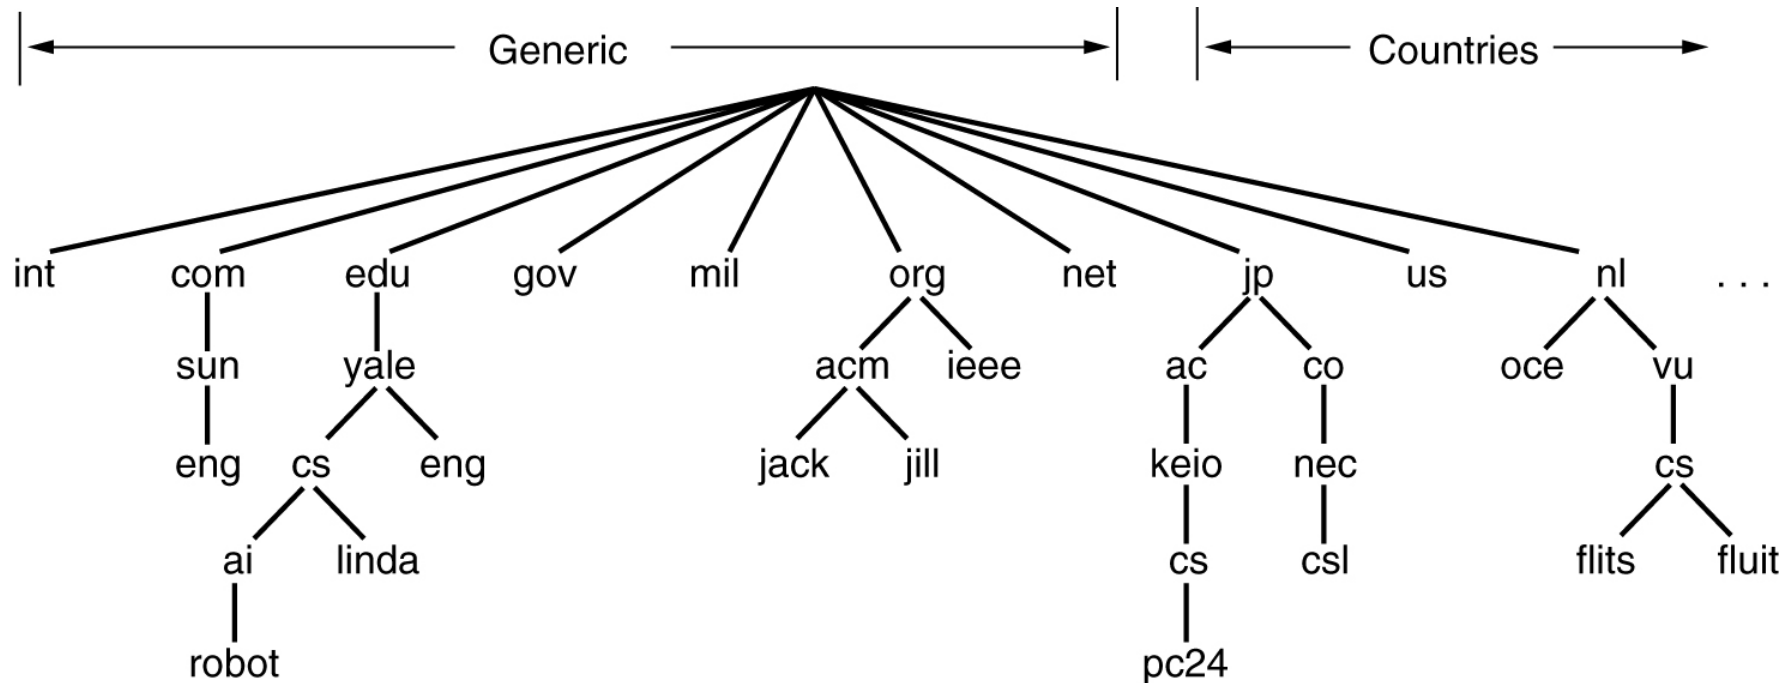 Generic Countries
int com edu gov mil org net jp us nl . . .
sun yale acm ieee ac co oce vu
eng cs eng jack jill keio nec cs
ai linda cs csl flits fluit
robot pc24